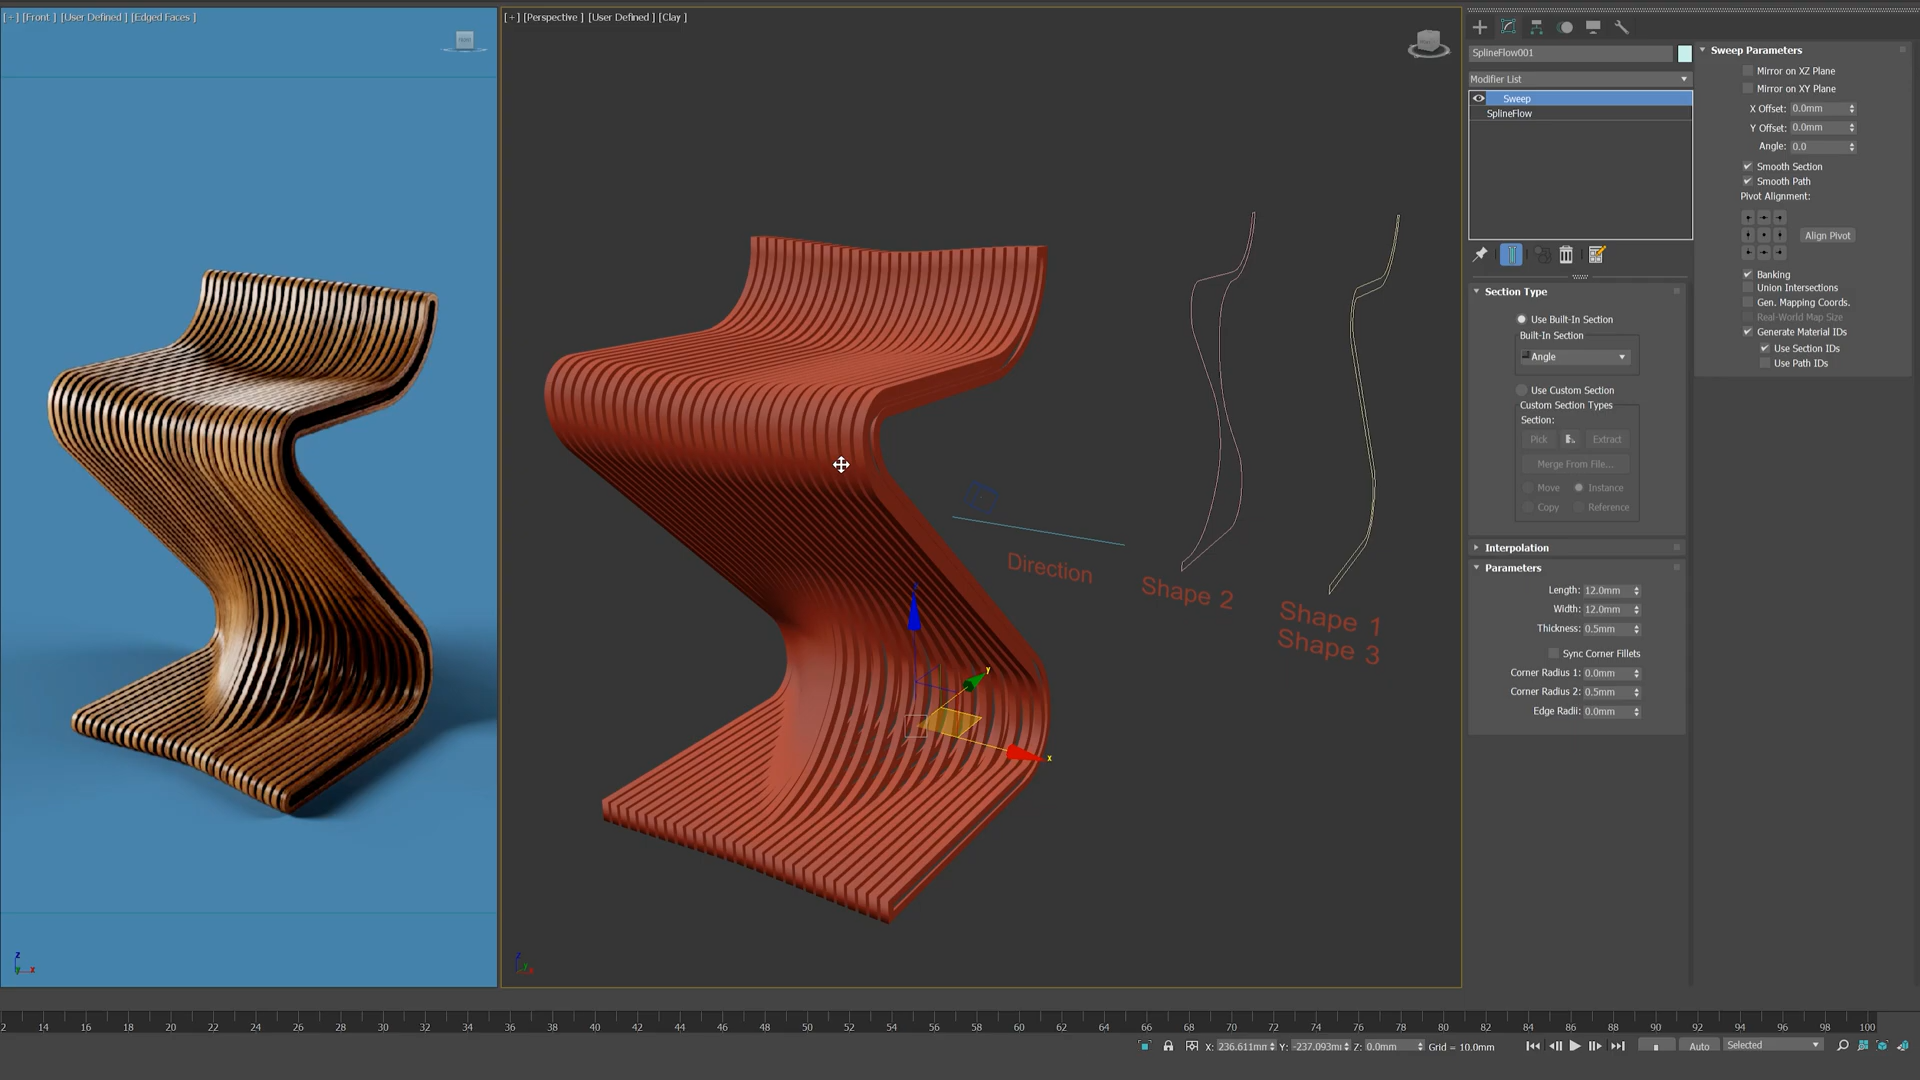 [+] [Front ] [User Defined ] [Edged Faces ]
[+] [Perspective ] [User Defined ] [Clay ]
Direction
Shape 2
Shape 1
Shape 3
SplineFlow001
Modifier List
Sweep
SplineFlow
Section Type
Use Built-In Section
Built-In Section
Angle
Use Custom Section
Custom Section Types
Section:
Pick
Extract
Merge From File...
Move Instance
Copy Reference
Interpolation
Parameters
Length: 12.0mm
Width: 12.0mm
Thickness: 0.5mm
Sync Corner Fillets
Corner Radius 1: 0.0mm
Corner Radius 2: 0.5mm
Edge Radii: 0.0mm
Sweep Parameters
Mirror on XZ Plane
Mirror on XY Plane
X Offset: 0.0mm
Y Offset: 0.0mm
Angle: 0.0
Smooth Section
Smooth Path
Pivot Alignment:
Align Pivot
Banking
Union Intersections
Gen. Mapping Coords.
Real-World Map Size
Generate Material IDs
Use Section IDs
Use Path IDs
z
x
y
x
2 14 16 18 20 22 24 26 28 30 32 34 36 38 40 42 44 46 48 50 52 54 56 58 60 62 64 66 68 70 72 74 76 78 80 82 84 86 88 90 92 94 96 98 100
X: 236.611mm Y: -237.093mm Z: 0.0mm Grid = 10.0mm
Auto
Selected